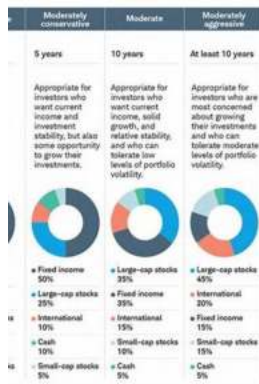 Moderately
conservative
5 years
Appropriate for
investors who
want current
income and
investment
stability, but also
some opportunity
to grow their
investments.
Fixed income
50%
Large-cap stocks
25%
International
10%
Cash
10%
Small-cap stocks
5%
Moderate
10 years
Appropriate for
investors who
want current
income, solid
growth, and
relative stability,
and who can
tolerate low
levels of portfolio
volatility.
Large-cap stocks
35%
Fixed income
35%
International
15%
Small-cap stocks
10%
Cash
5%
Moderately
aggressive
At least 10 years
Appropriate for
investors who are
most concerned
about growing
their investments
and who can
tolerate moderate
levels of portfolio
volatility.
Large-cap stocks
45%
International
20%
Fixed income
15%
Small-cap stocks
15%
Cash
5%